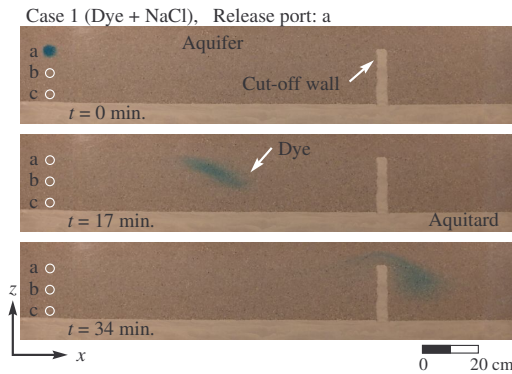 Case 1 (Dye + NaCl),   Release port: a
Aquifer
a
b
Cut-off wall
c
t = 0 min.
Dye
a
b
c
t = 17 min.
Aquitard
a
b
c
z
t = 34 min.
x
0
20 cm